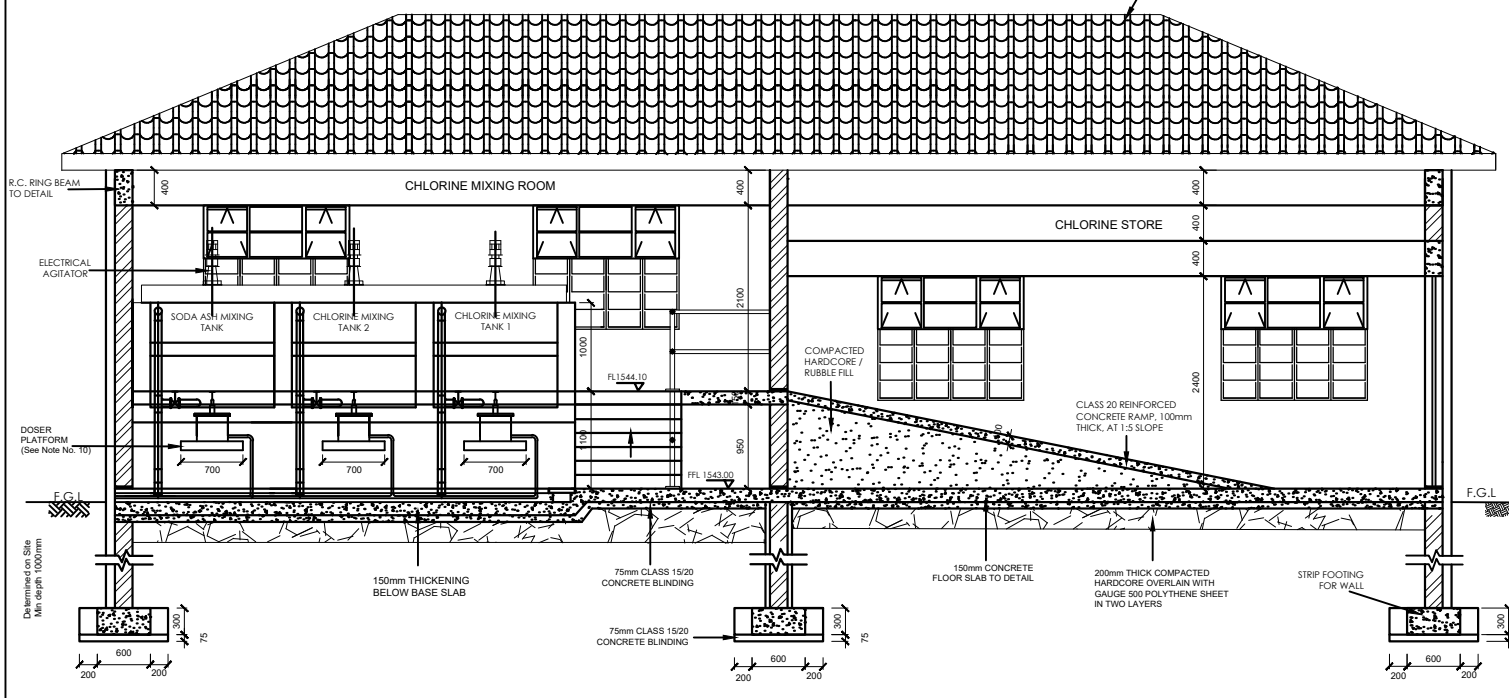 R.C. RING BEAM
TO DETAIL
400
CHLORINE MIXING ROOM
400
400
CHLORINE STORE
400
400
ELECTRICAL
AGITATOR
2100
SODA ASH MIXING
TANK
CHLORINE MIXING
TANK 2
CHLORINE MIXING
TANK 1
1000
COMPACTED
HARDCORE /
RUBBLE FILL
FL1544.10
2400
CLASS 20 REINFORCED
CONCRETE RAMP, 100mm
THICK, AT 1:5 SLOPE
DOSER
PLATFORM
(See Note No. 10)
700
700
700
1100
950
FFL 1543.00
F.G.L
F.G.L
Determined on Site
Min depth 1000mm
150mm THICKENING
BELOW BASE SLAB
75mm CLASS 15/20
CONCRETE BLINDING
150mm CONCRETE
FLOOR SLAB TO DETAIL
200mm THICK COMPACTED
HARDCORE OVERLAIN WITH
GAUGE 500 POLYTHENE SHEET
IN TWO LAYERS
STRIP FOOTING
FOR WALL
300
75
75mm CLASS 15/20
CONCRETE BLINDING
300
75
300
600
200
200
600
200
200
600
200
200